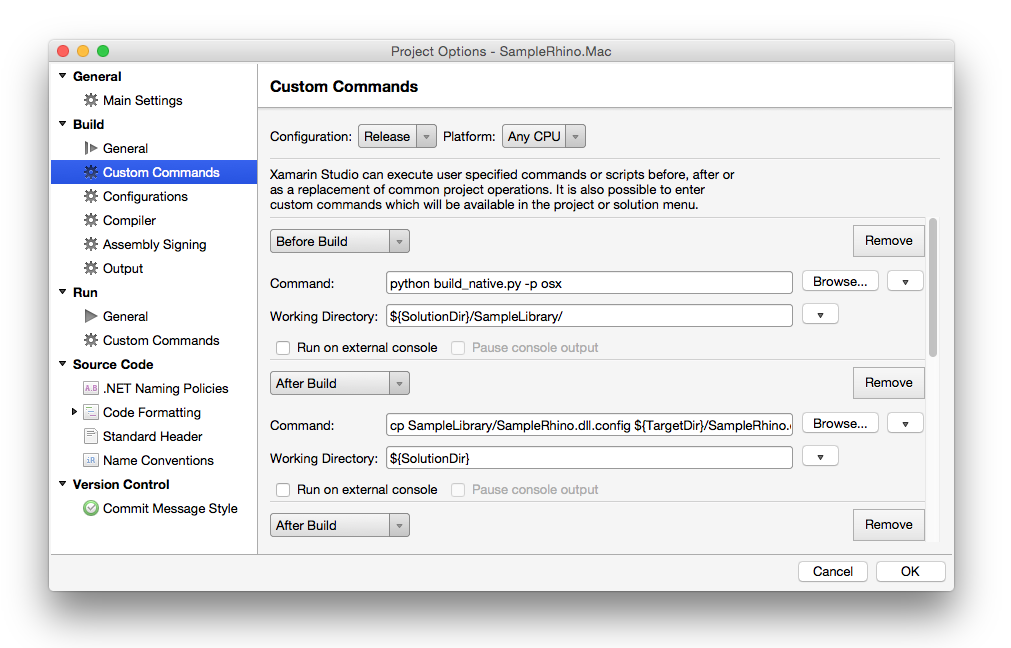 Project Options - SampleRhino.Mac
General
Main Settings
Build
General
Custom Commands
Configurations
Compiler
Assembly Signing
Output
Run
General
Custom Commands
Source Code
A.B .NET Naming Policies
Code Formatting
Standard Header
iR Name Conventions
Version Control
Commit Message Style
Custom Commands
Configuration: Release Platform: Any CPU
Xamarin Studio can execute user specified commands or scripts before, after or
as a replacement of common project operations. It is also possible to enter
custom commands which will be available in the project or solution menu.
Before Build Remove
Command: python build_native.py -p osx Browse...
Working Directory: ${SolutionDir}/SampleLibrary/
Run on external console Pause console output
After Build Remove
Command: cp SampleLibrary/SampleRhino.dll.config ${TargetDir}/SampleRhino. Browse...
Working Directory: ${SolutionDir}
Run on external console Pause console output
After Build Remove
Cancel OK